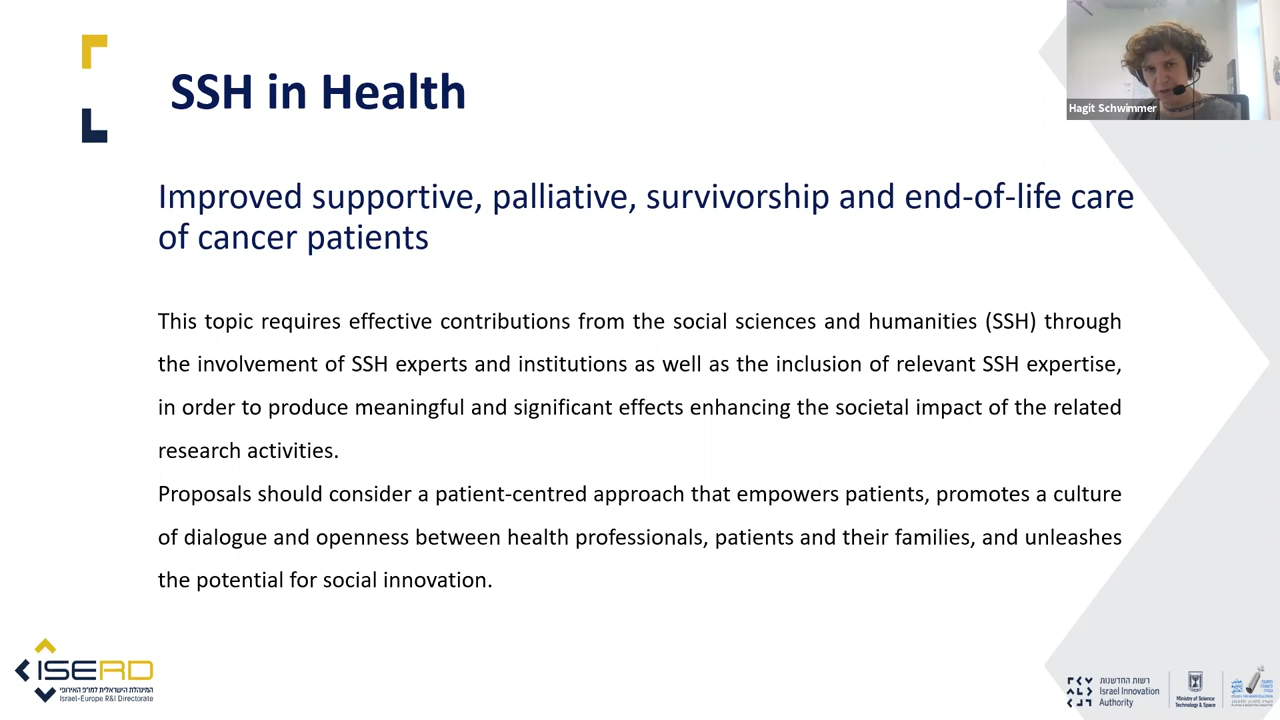 SSH in Health
Hagit Schwimmer
Improved supportive, palliative, survivorship and end-of-life care
of cancer patients
This topic requires effective contributions from the social sciences and humanities (SSH) through
the involvement of SSH experts and institutions as well as the inclusion of relevant SSH expertise,
in order to produce meaningful and significant effects enhancing the societal impact of the related
research activities.
Proposals should consider a patient-centred approach that empowers patients, promotes a culture
of dialogue and openness between health professionals, patients and their families, and unleashes
the potential for social innovation.
ISERD
המינהלת הישראלית למו״פ האירופי
Israel-Europe R&I Directorate
רשות החדשנות
Israel Innovation
Authority
Ministry of Science
Technology & Space